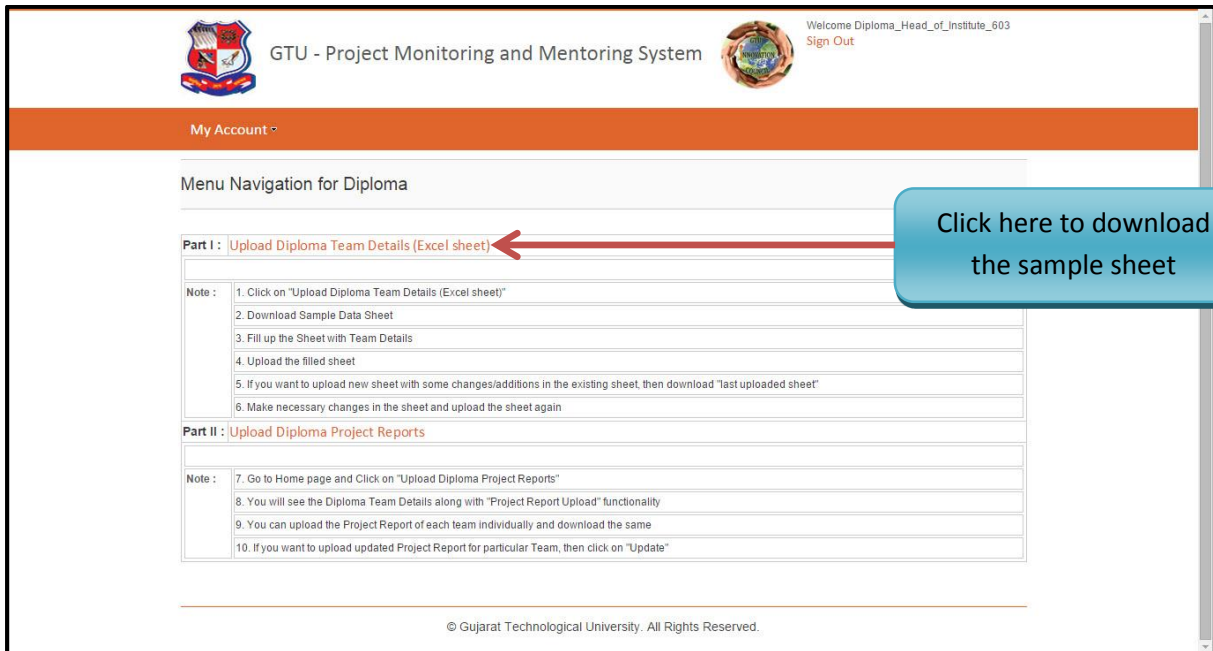 Welcome Diploma_Head_of_Institute_603
Sign Out
GTU - Project Monitoring and Mentoring System
GTU
INNOVATION
COUNCIL
My Account
Menu Navigation for Diploma
Click here to download
the sample sheet
Part I : Upload Diploma Team Details (Excel sheet)
Note : 1. Click on "Upload Diploma Team Details (Excel sheet)"
2. Download Sample Data Sheet
3. Fill up the Sheet with Team Details
4. Upload the filled sheet
5. If you want to upload new sheet with some changes/additions in the existing sheet, then download "last uploaded sheet"
6. Make necessary changes in the sheet and upload the sheet again
Part II : Upload Diploma Project Reports
Note : 7. Go to Home page and Click on "Upload Diploma Project Reports"
8. You will see the Diploma Team Details along with "Project Report Upload" functionality
9. You can upload the Project Report of each team individually and download the same
10. If you want to upload updated Project Report for particular Team, then click on "Update"
© Gujarat Technological University. All Rights Reserved.